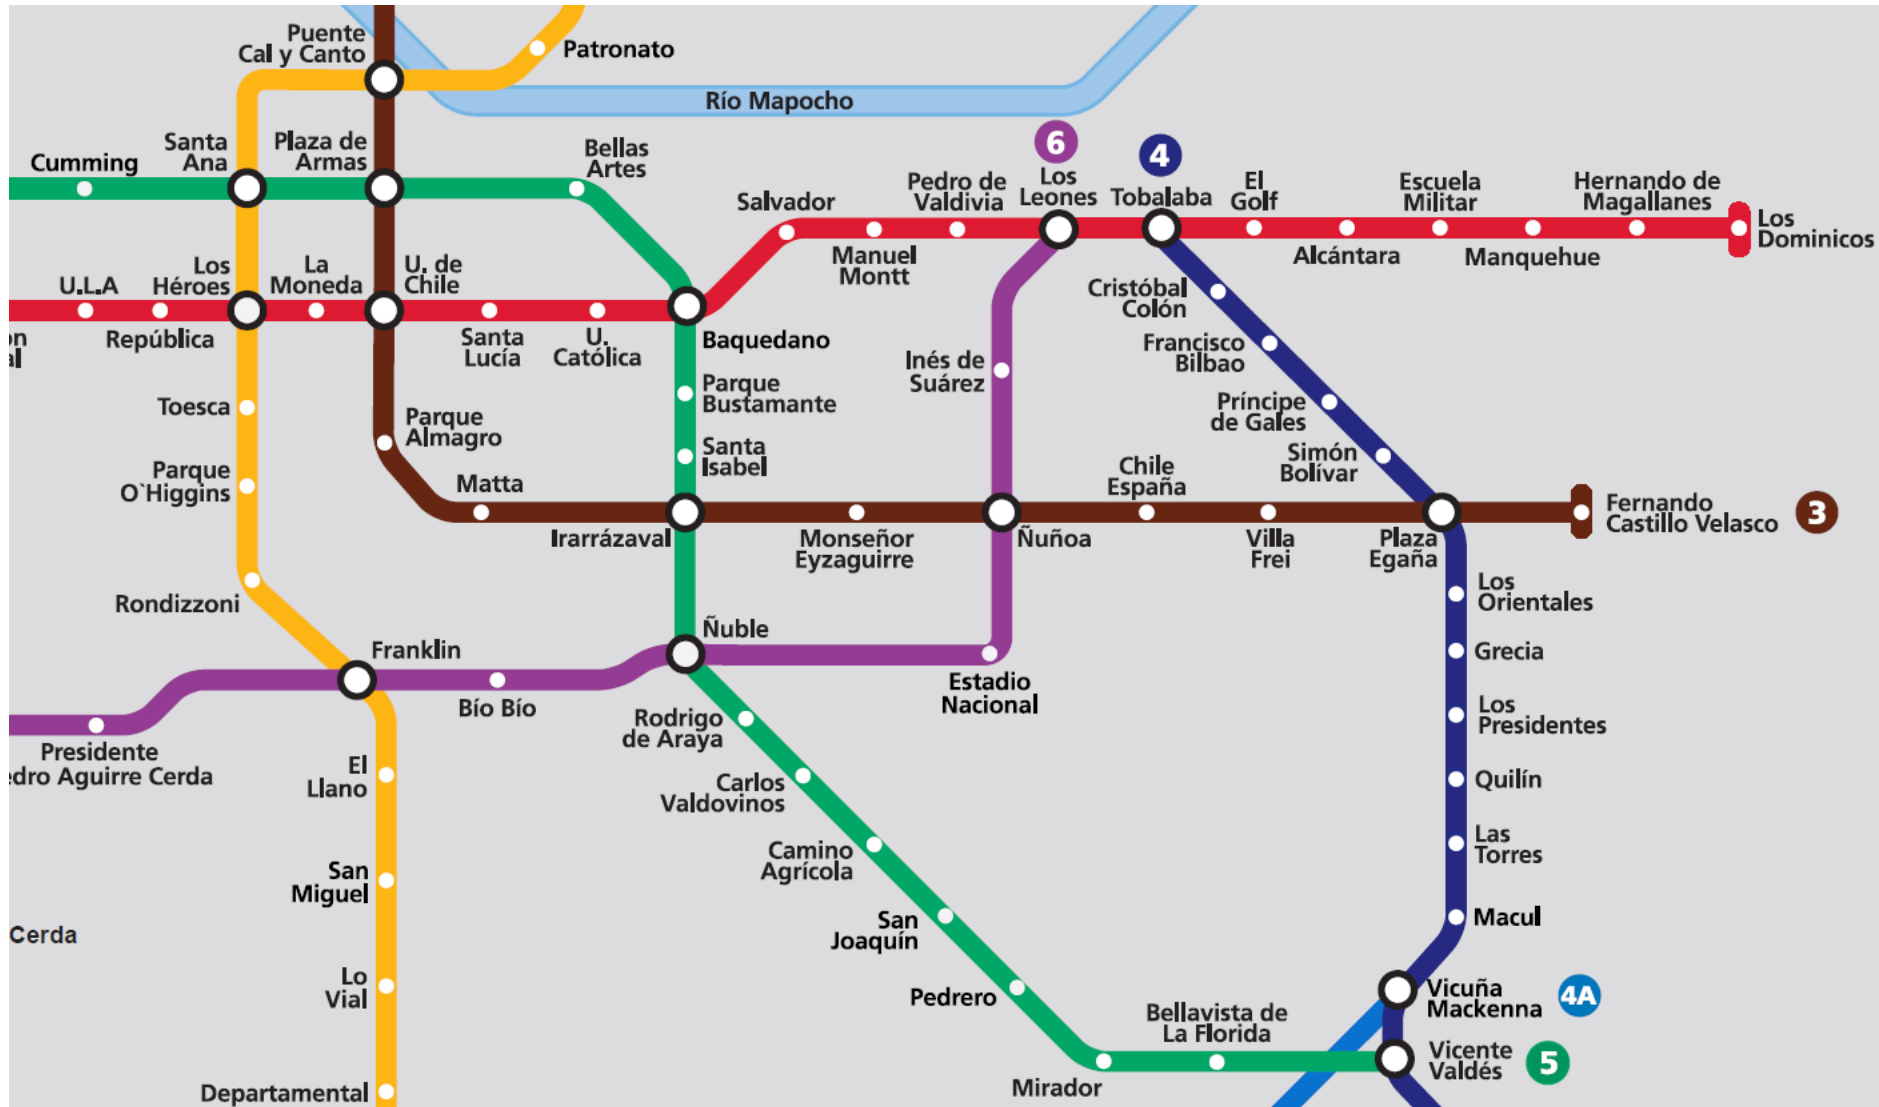 Puente
Cal y Canto
Patronato
Río Mapocho
Cumming
Santa
Ana
Plaza de
Armas
Bellas
Artes
6
4
Salvador
Pedro de
Valdivia
Los
Leones
Tobalaba
El
Golf
Escuela
Militar
Hernando de
Magallanes
Los
Dominicos
Manuel
Montt
Alcántara
Manquehue
U.L.A
Los
Héroes
La
Moneda
U. de
Chile
República
Santa
Lucía
U.
Católica
Baquedano
Cristóbal
Colón
Francisco
Bilbao
Inés de
Suárez
Parque
Bustamante
Príncipe
de Gales
Toesca
Parque
Almagro
Santa
Isabel
Simón
Bolívar
Parque
O`Higgins
Matta
Chile
España
Irarrázaval
Monseñor
Eyzaguirre
Ñuñoa
Villa
Frei
Plaza
Egaña
Fernando
Castillo Velasco
3
Rondizzoni
Los
Orientales
Franklin
Ñuble
Grecia
Bío Bío
Estadio
Nacional
Los
Presidentes
Rodrigo
de Araya
Presidente
edro Aguirre Cerda
El
Llano
Carlos
Valdovinos
Quilín
Camino
Agrícola
Las
Torres
San
Miguel
San
Joaquín
Macul
Cerda
Lo
Vial
Pedrero
Vicuña
Mackenna
4A
Bellavista de
La Florida
Mirador
Vicente
Valdés
5
Departamental